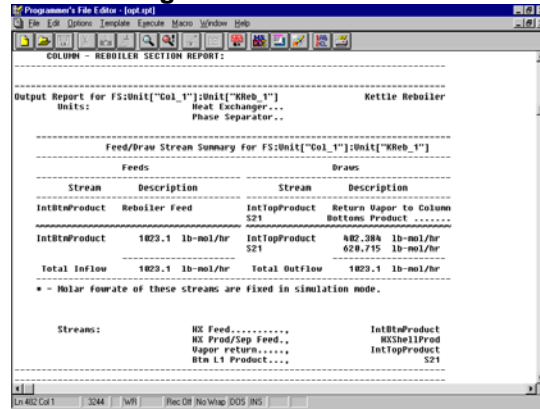 Programmer's File Editor - [opt.rpt]
File Edit Options Template Execute Macro Window Help
COLUMN - REBOILER SECTION REPORT:
Output Report for FS:Unit["Col_1"]:Unit["KReb_1"] Kettle Reboiler
Units: Heat Exchanger...
Phase Separator..
Feed/Draw Stream Summary for FS:Unit["Col_1"]:Unit["KReb_1"]
Feeds Draws
Stream Description Stream Description
IntBtmProduct Reboiler Feed IntTopProduct Return Vapor to Column
S21 Bottoms Product .......
IntBtmProduct 1023.1 lb-mol/hr IntTopProduct 402.384 lb-mol/hr
S21 620.715 lb-mol/hr
Total Inflow 1023.1 lb-mol/hr Total Outflow 1023.1 lb-mol/hr
* - Molar fowrate of these streams are fixed in simulation mode.
Streams: HX Feed.........., IntBtmProduct
HX Prod/Sep Feed., HXShellProd
Vapor return....., IntTopProduct
Btm L1 Product..., S21
Ln 482 Col 1 3244 WR Rec Off No Wrap DOS INS